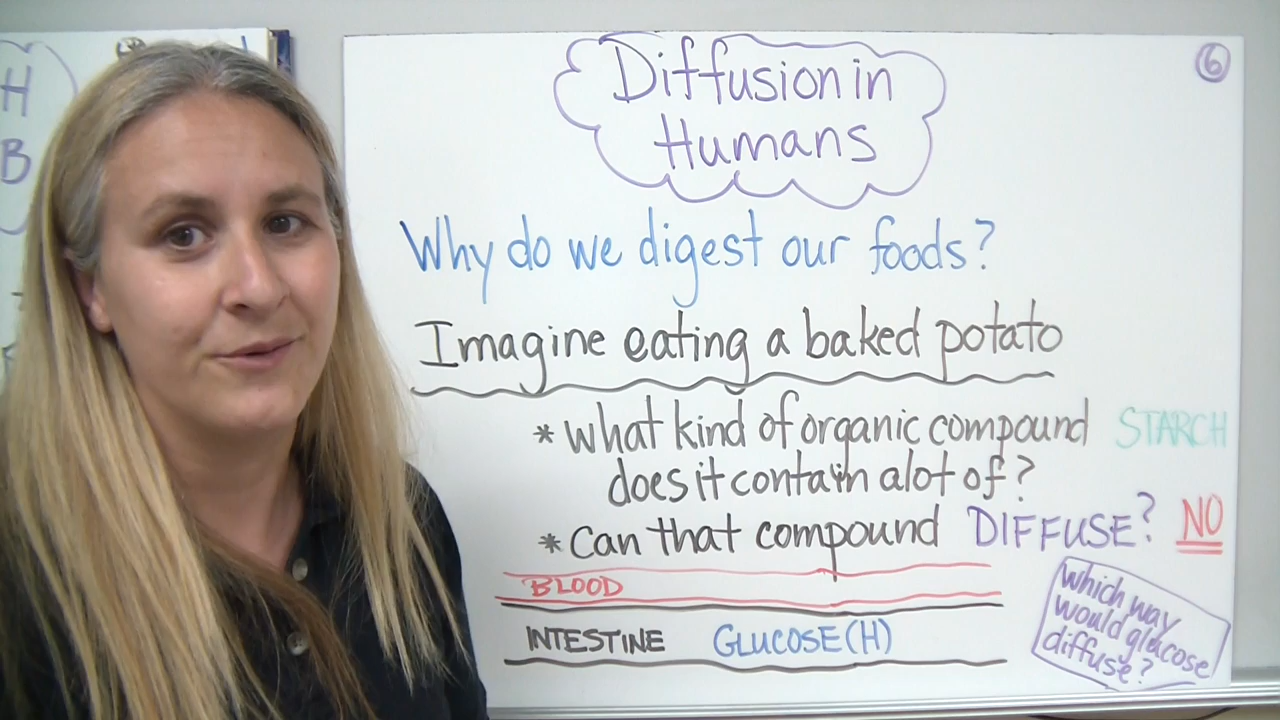 H
B
6
Diffusion in
Humans
Why do we digest our foods?
Imagine eating a baked potato
* What kind of organic compound STARCH
does it contain alot of?
* Can that compound DIFFUSE? NO
BLOOD
INTESTINE GLUCOSE(H)
Which way
would glucose
diffuse?